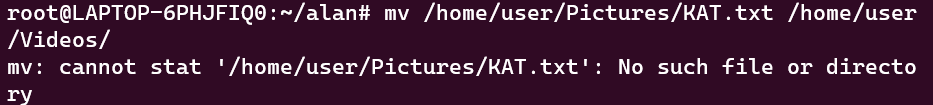 root@LAPTOP-6PHJFIQ0:~/alan# mv /home/user/Pictures/KAT.txt /home/user
/Videos/
mv: cannot stat '/home/user/Pictures/KAT.txt': No such file or directo
ry